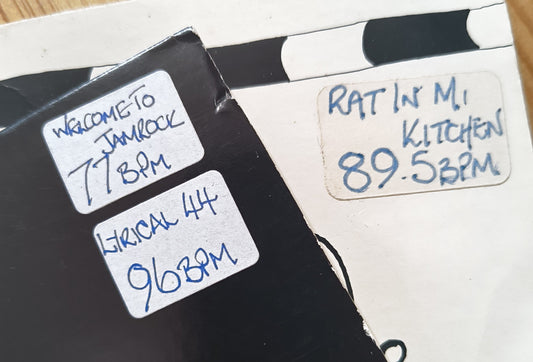 WELCOME TO
JAMROCK
77 BPM
LYRICAL 44
96 BPM
RAT IN MI
KITCHEN
89.5 BPM